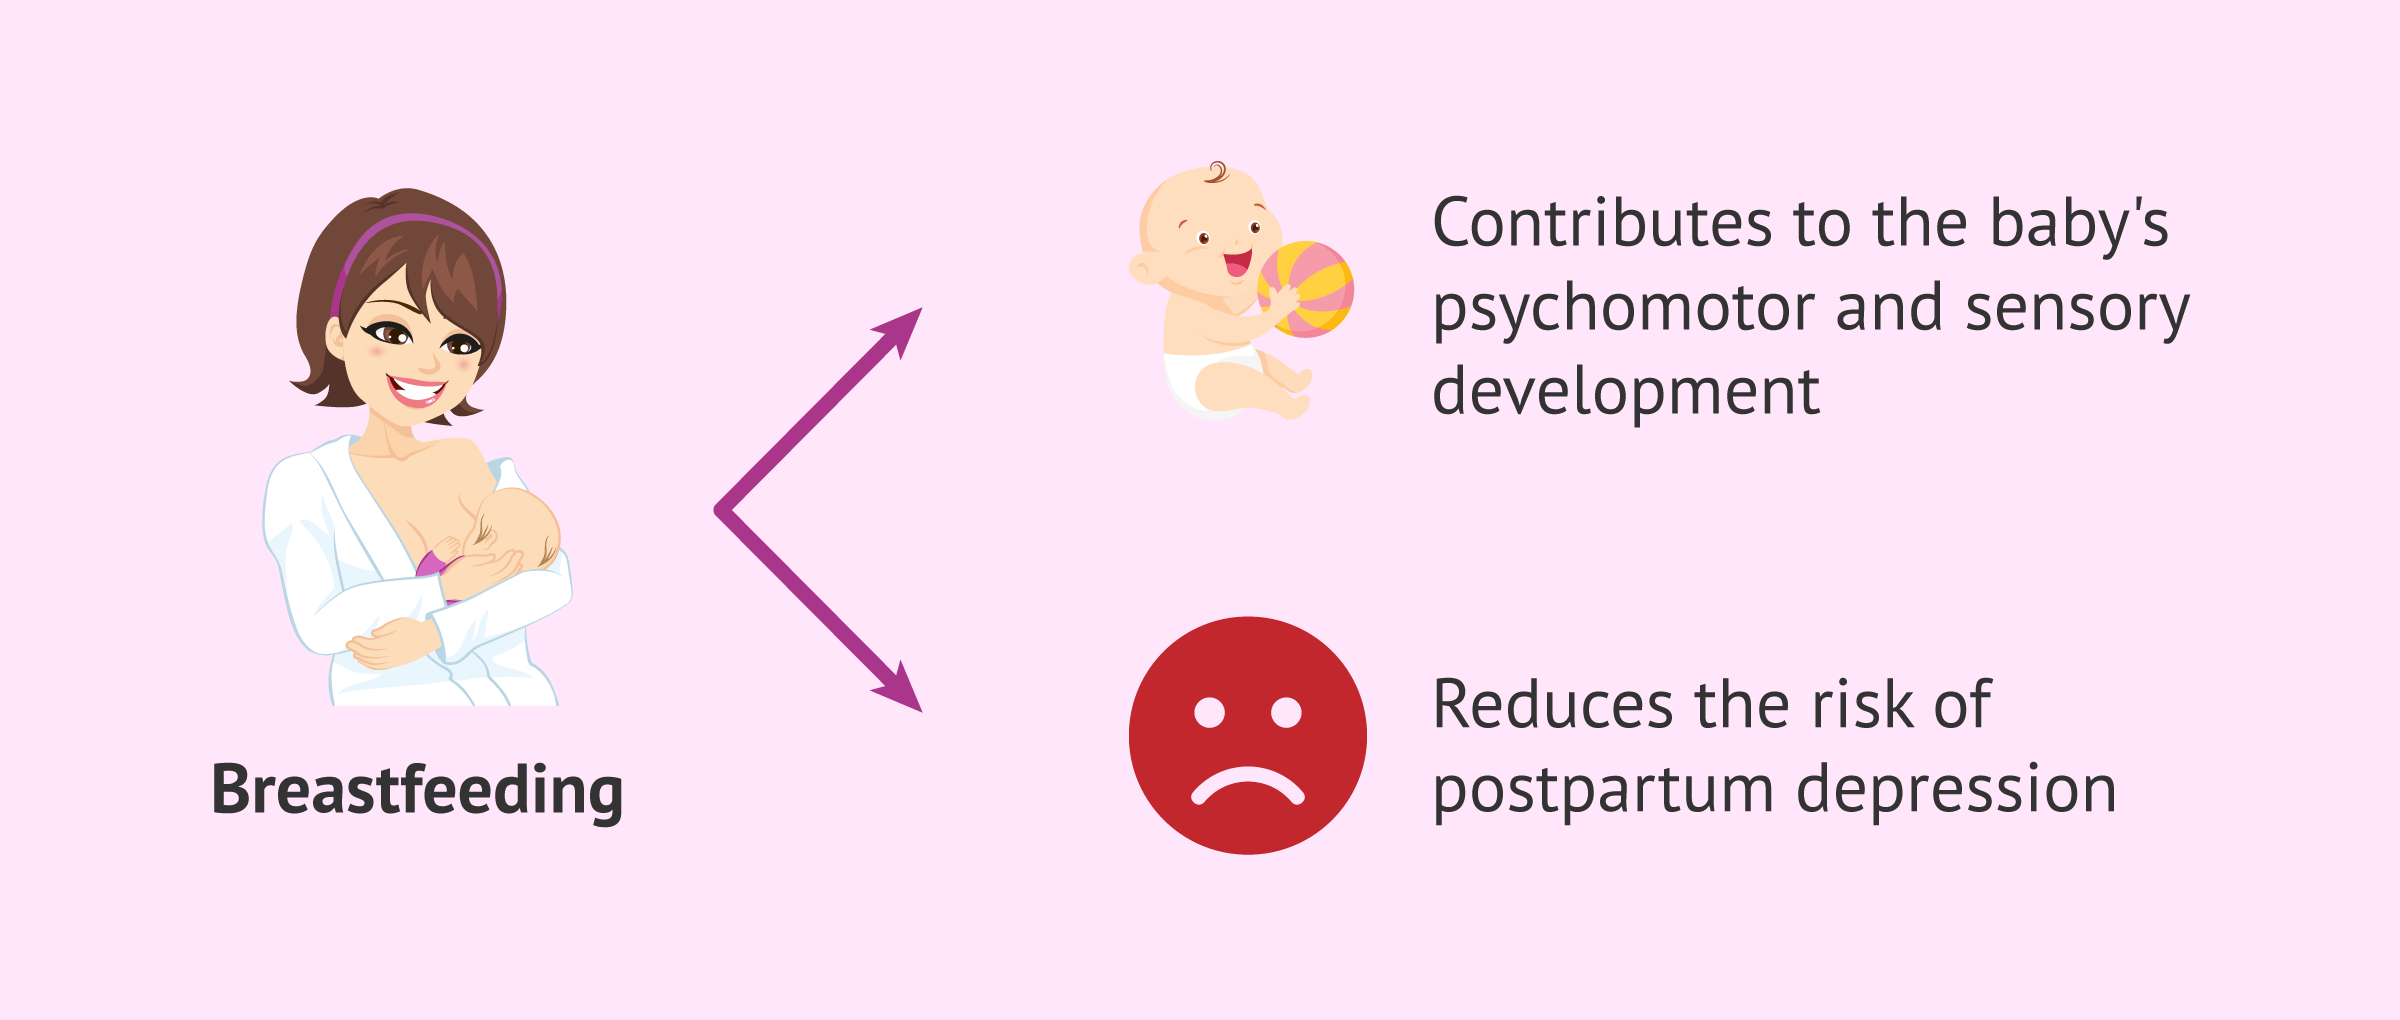 Breastfeeding
Contributes to the baby's
psychomotor and sensory
development
Reduces the risk of
postpartum depression